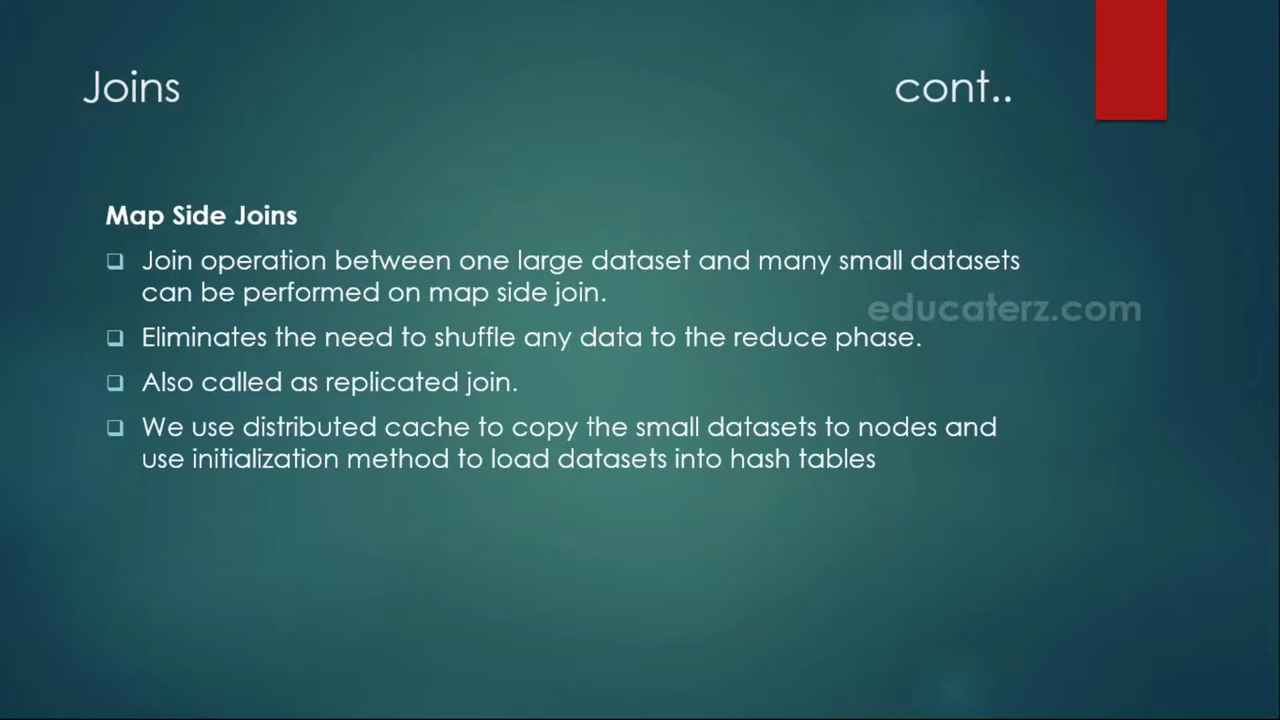 Joins cont..
Map Side Joins
Join operation between one large dataset and many small datasets
can be performed on map side join.
educaterz.com
Eliminates the need to shuffle any data to the reduce phase.
Also called as replicated join.
We use distributed cache to copy the small datasets to nodes and
use initialization method to load datasets into hash tables